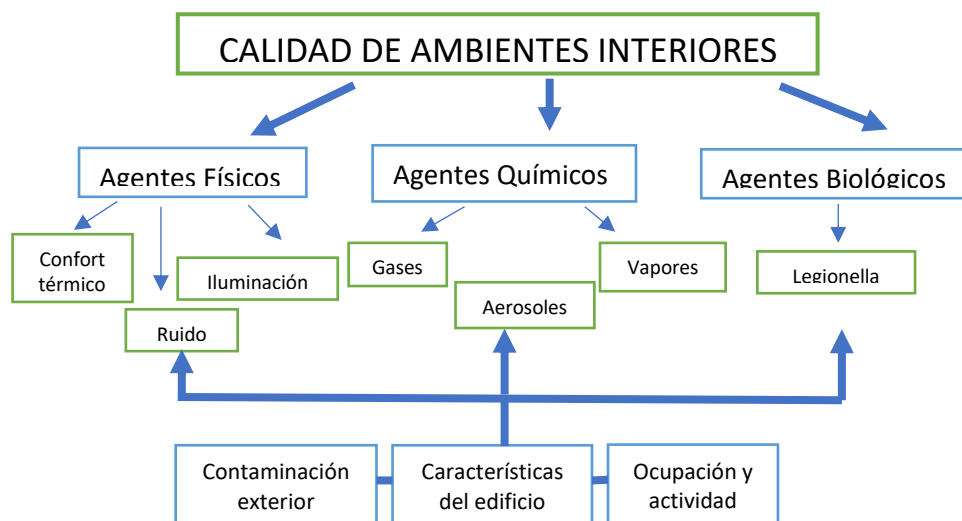 CALIDAD DE AMBIENTES INTERIORES
Agentes Físicos
Agentes Químicos
Agentes Biológicos
Confort
térmico
Ruido
Iluminación
Gases
Aerosoles
Vapores
Legionella
Contaminación
exterior
Características
del edificio
Ocupación y
actividad